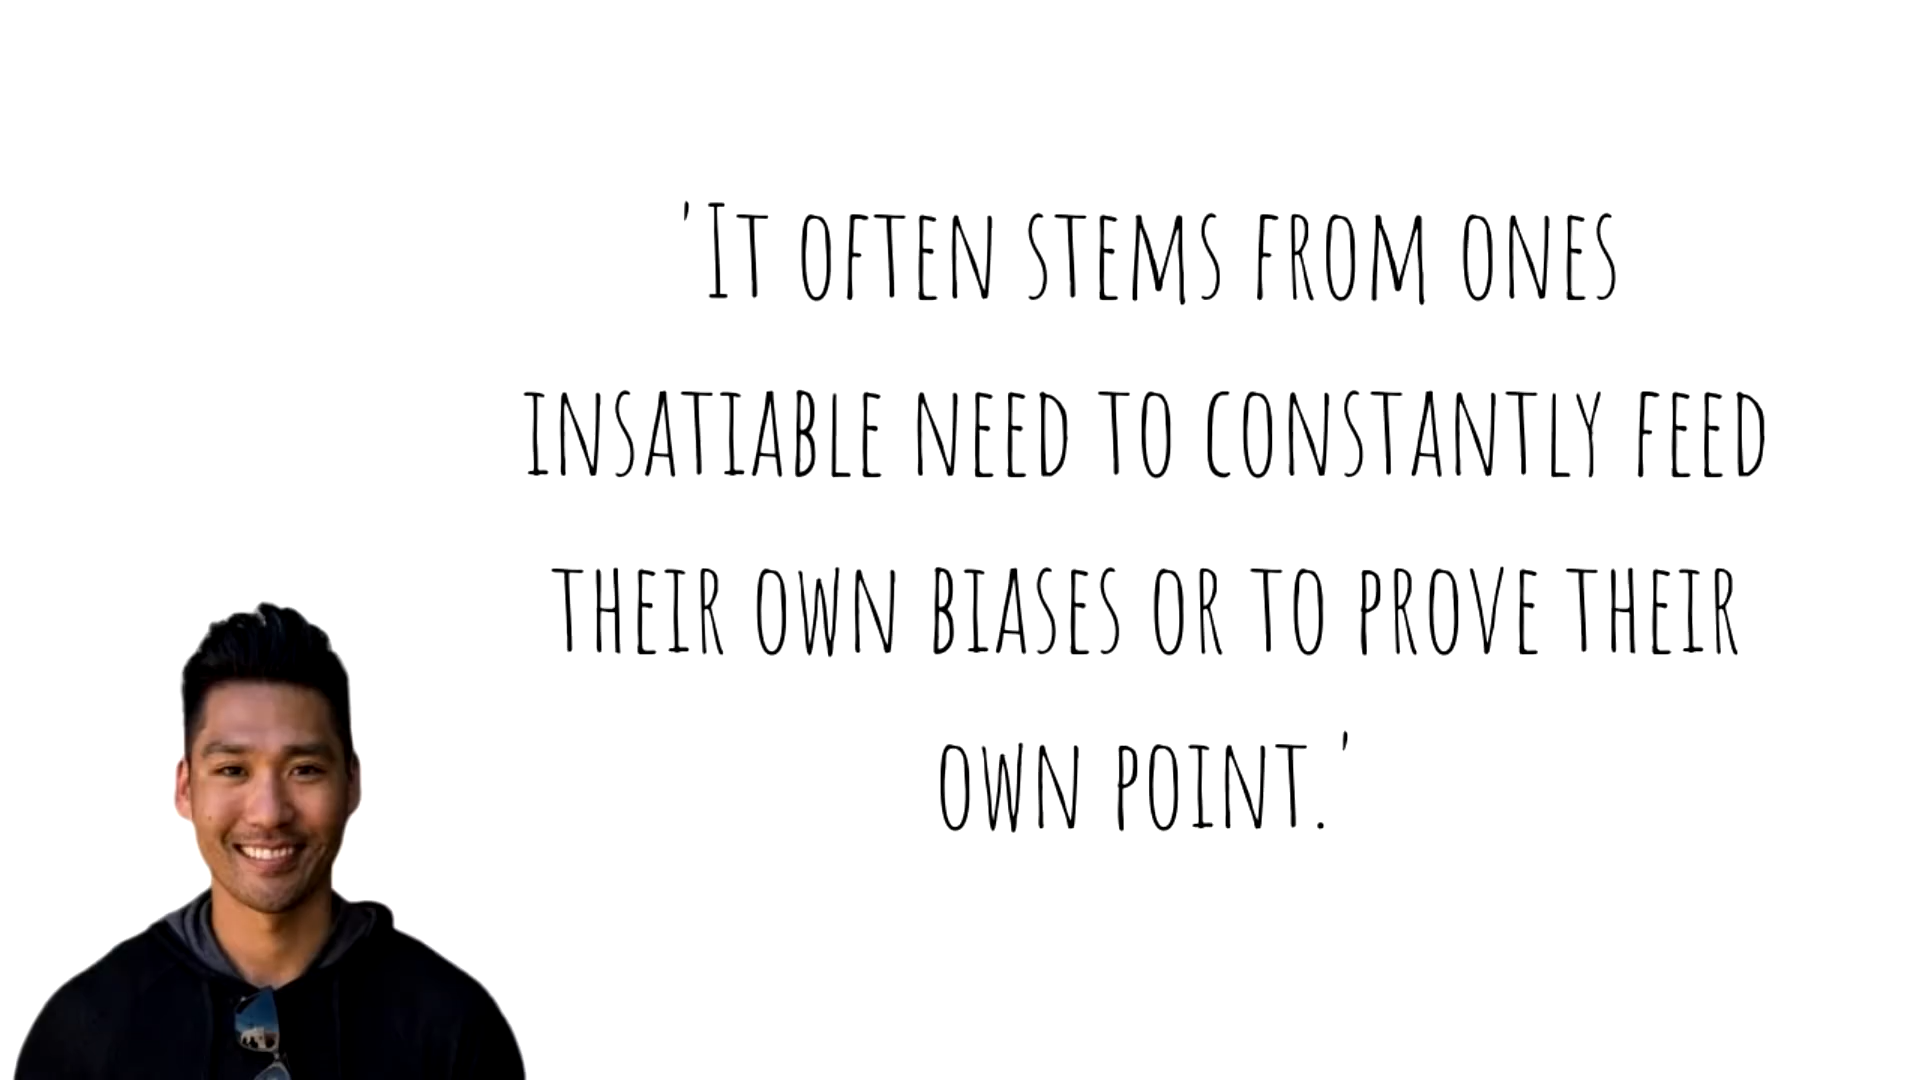 'It often stems from ones
insatiable need to constantly feed
their own biases or to prove their
own point.'